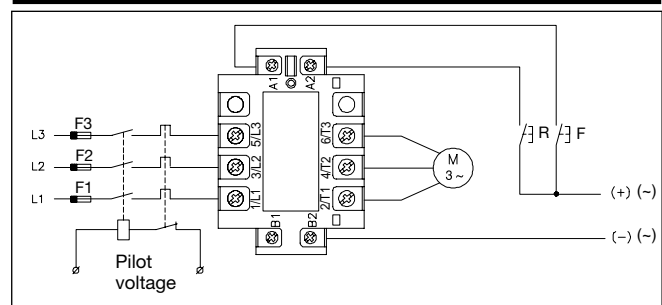 A1 A2
L3 F3 5/L3 6/T3 R F
L2 F2 3/L2 4/T2 M
3 ~
L1 F1 1/L1 2/T1 (+) (~)
B1 B2 (–) (~)
Pilot
voltage